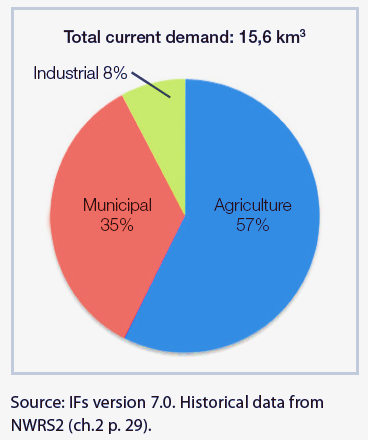 Total current demand: 15,6 km³
Industrial 8%
Municipal
35%
Agriculture
57%
Source: IFs version 7.0. Historical data from
NWRS2 (ch.2 p. 29).